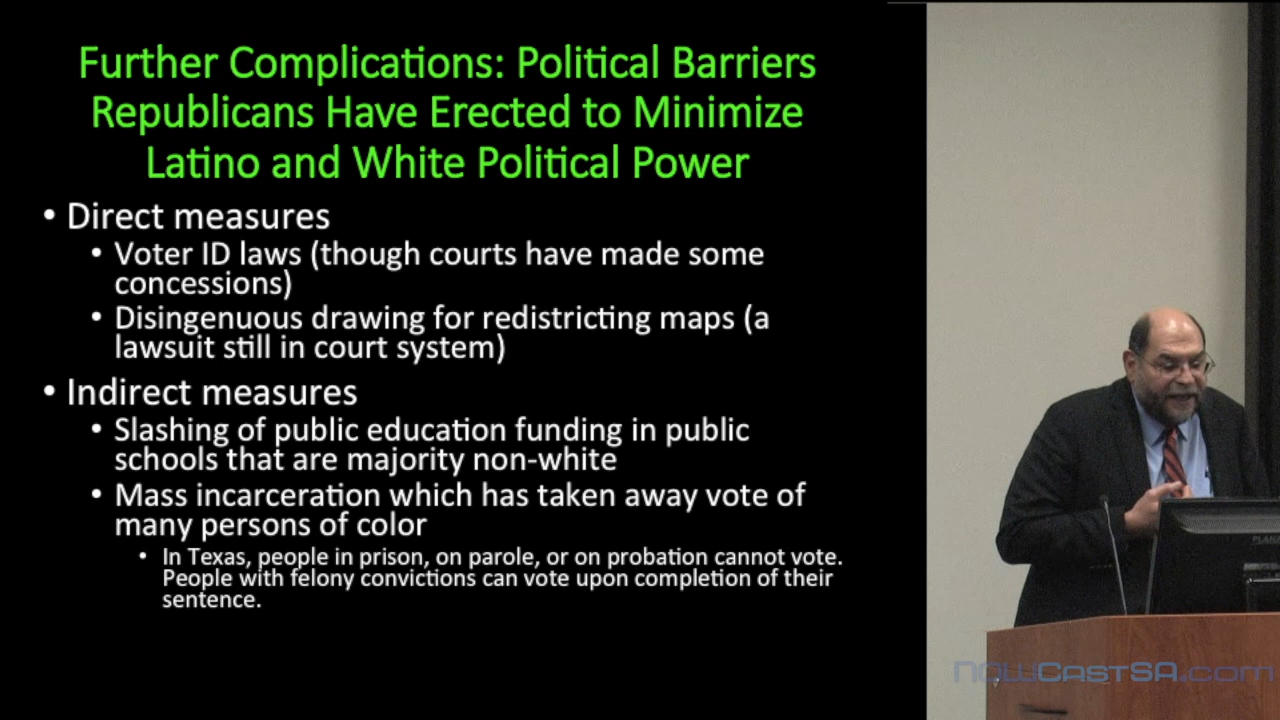 Further Complications: Political Barriers
Republicans Have Erected to Minimize
Latino and White Political Power
• Direct measures
• Voter ID laws (though courts have made some
concessions)
• Disingenuous drawing for redistricting maps (a
lawsuit still in court system)
• Indirect measures
• Slashing of public education funding in public
schools that are majority non-white
• Mass incarceration which has taken away vote of
many persons of color
• In Texas, people in prison, on parole, or on probation cannot vote.
People with felony convictions can vote upon completion of their
sentence.
NOWCastSA.com